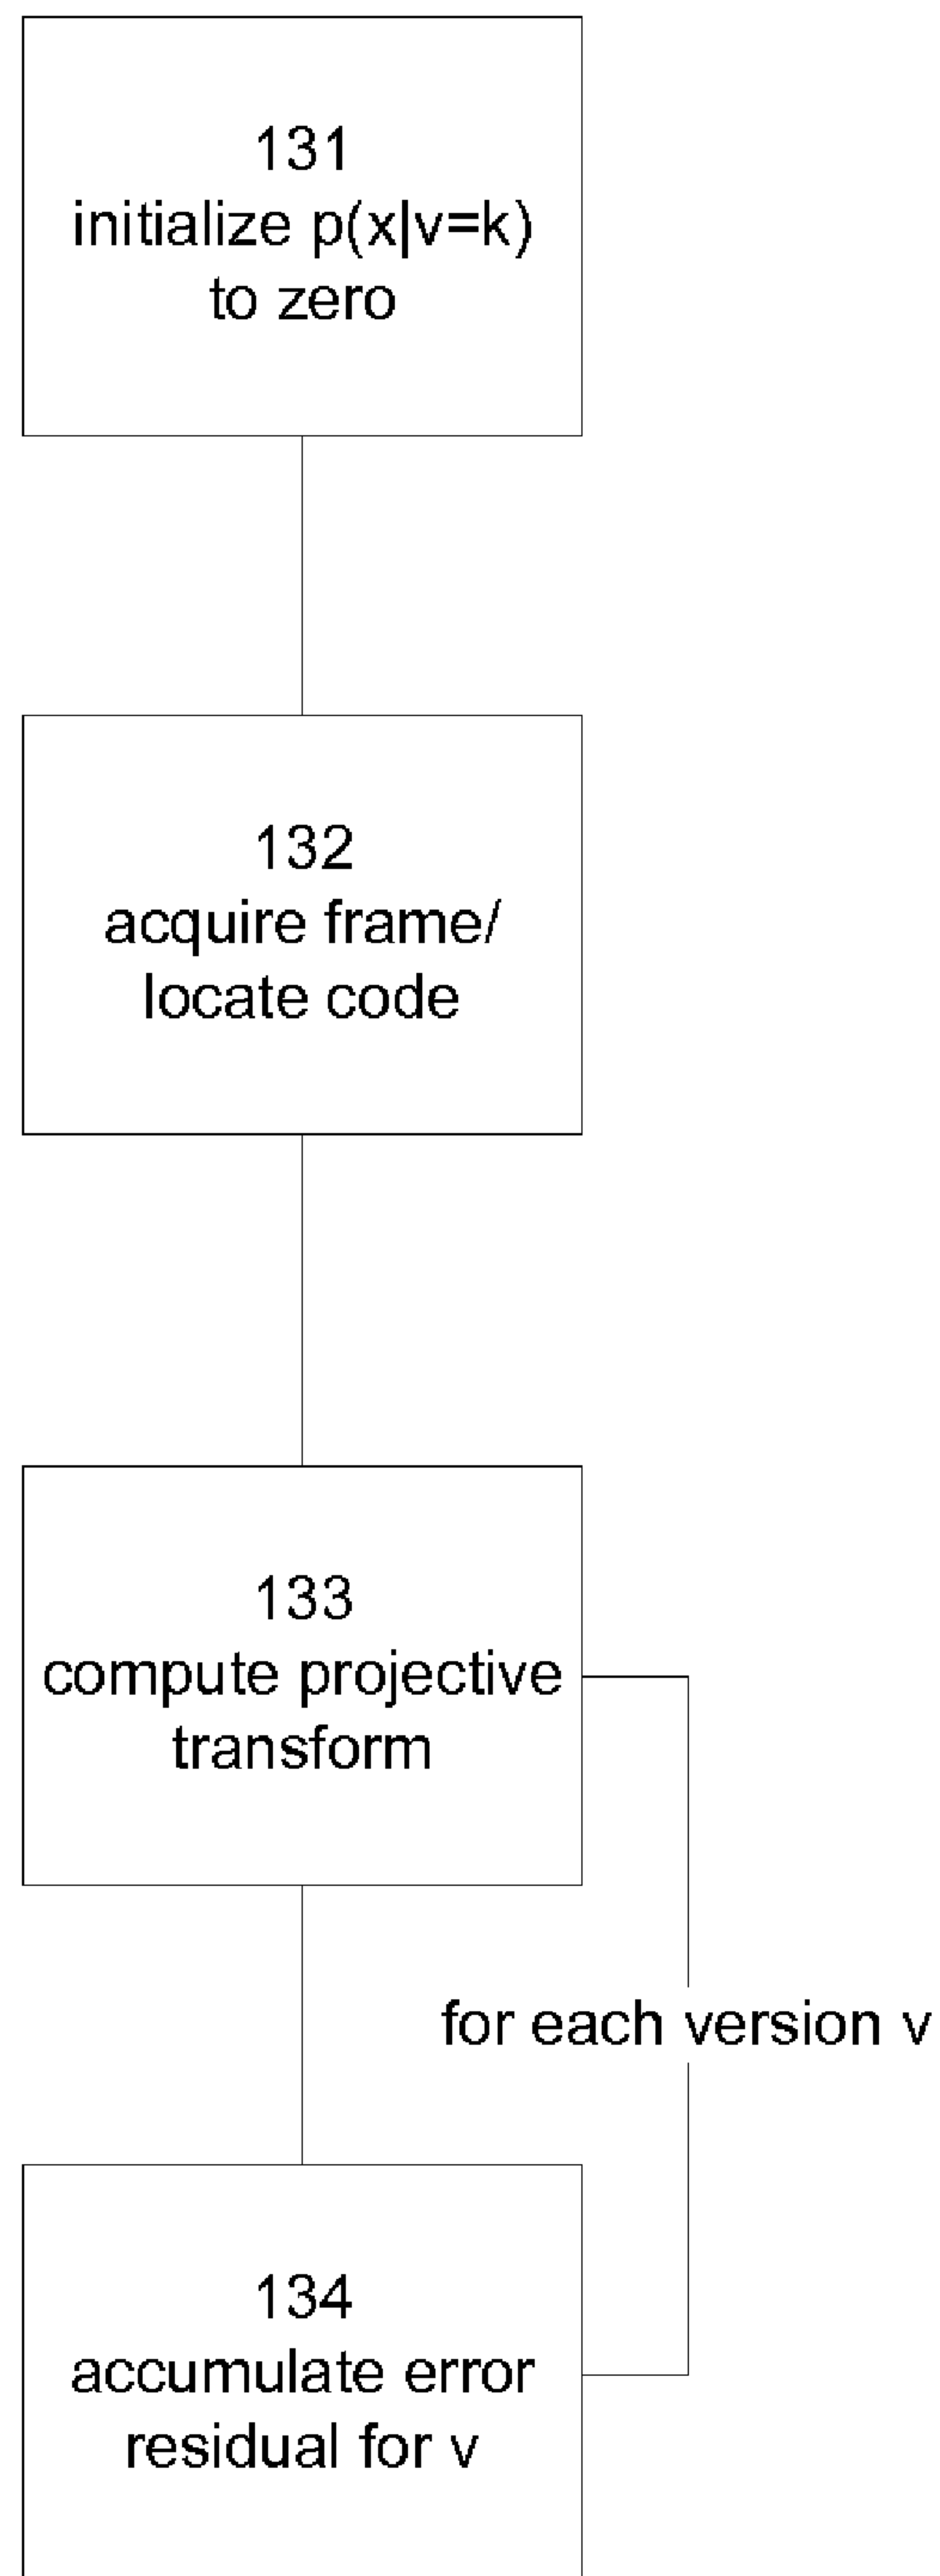 131
initialize p(x|v=k)
to zero
132
acquire frame/
locate code
133
compute projective
transform
for each version v
134
accumulate error
residual for v